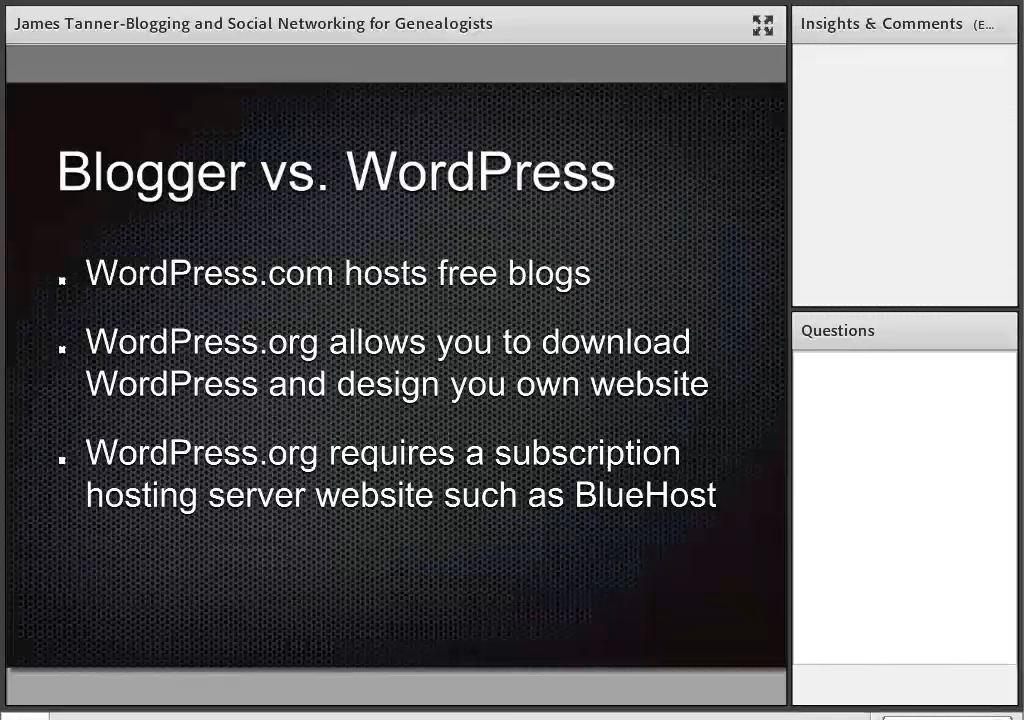 James Tanner-Blogging and Social Networking for Genealogists
Insights & Comments (E...
Blogger vs. WordPress
WordPress.com hosts free blogs
WordPress.org allows you to download
WordPress and design you own website
WordPress.org requires a subscription
hosting server website such as BlueHost
Questions